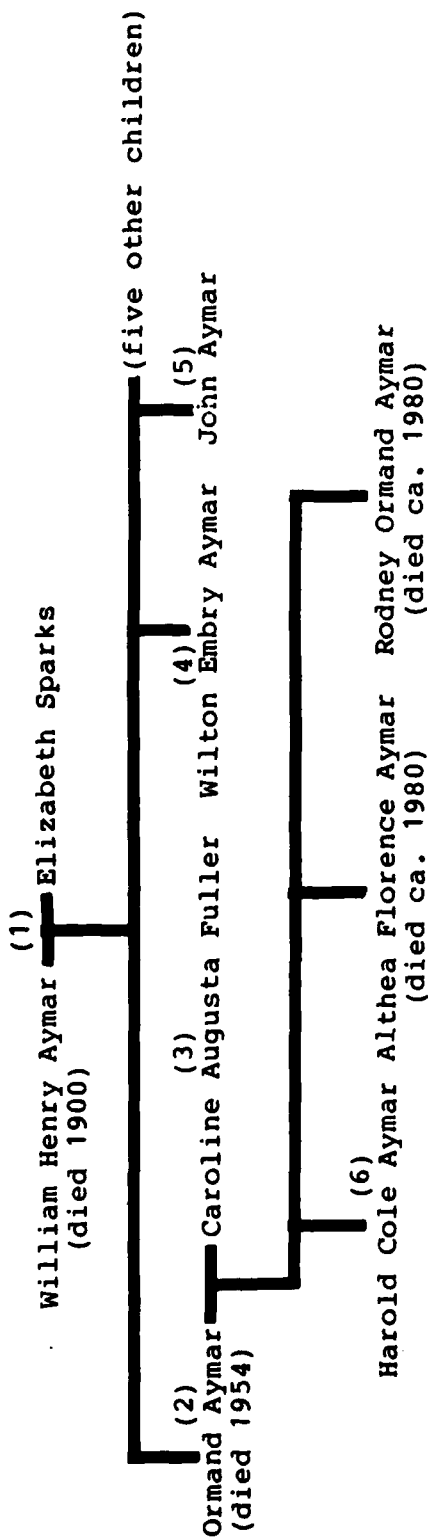 (1)
William Henry Aymar Elizabeth Sparks
(died 1900)
(five other children)
(2) (3) (4) (5)
Ormand Aymar Caroline Augusta Fuller Wilton Embry Aymar John Aymar
(died 1954)
(6)
Harold Cole Aymar Althea Florence Aymar Rodney Ormand Aymar
(died ca. 1980) (died ca. 1980)